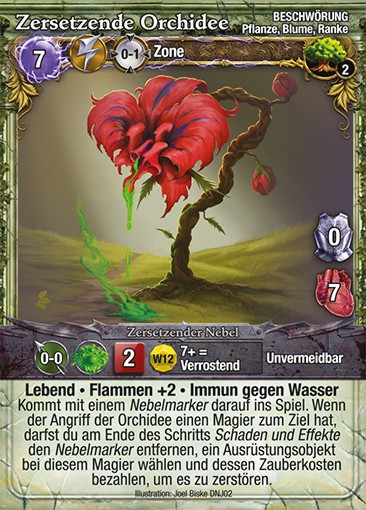 Zersetzende Orchidee
BESCHWÖRUNG
Pflanze, Blume, Ranke
7
0-1
Zone
2
0
7
Zersetzender Nebel
0-0
2
W12
7+ =
Verrostend
Unvermeidbar
Lebend • Flammen +2 • Immun gegen Wasser
Kommt mit einem Nebelmarker darauf ins Spiel. Wenn
der Angriff der Orchidee einen Magier zum Ziel hat,
darfst du am Ende des Schritts Schaden und Effekte
den Nebelmarker entfernen, ein Ausrüstungsobjekt
bei diesem Magier wählen und dessen Zauberkosten
bezahlen, um es zu zerstören.
Illustration: Joel Biske DNJ02